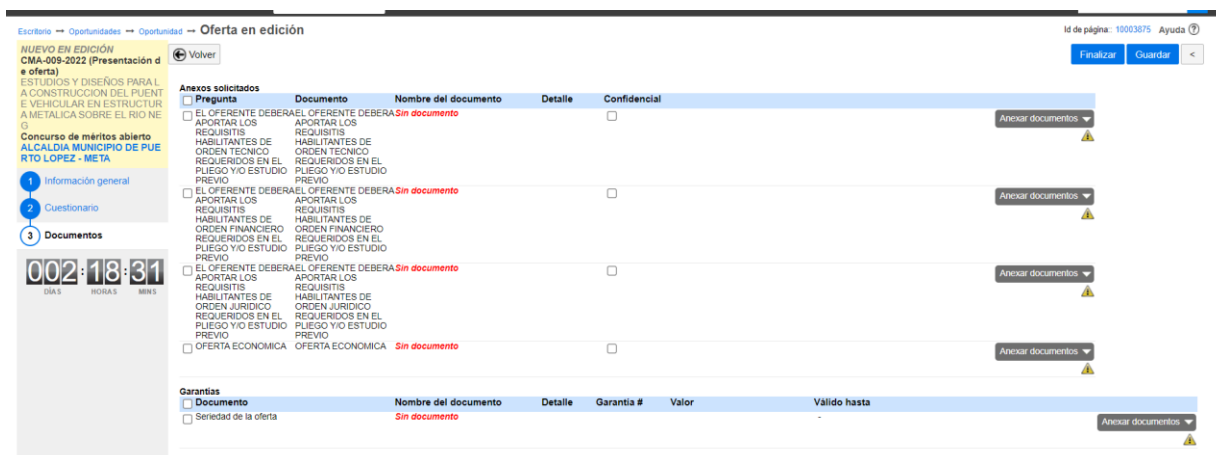 Escritorio → Oportunidades → Oportunidad → Oferta en edición
Id de página:: 10003875 Ayuda ?
NUEVO EN EDICIÓN
CMA-009-2022 (Presentación d
e oferta)
ESTUDIOS Y DISEÑOS PARA L
A CONSTRUCCION DEL PUENT
E VEHICULAR EN ESTRUCTUR
A METALICA SOBRE EL RIO NE
G
Concurso de méritos abierto
ALCALDIA MUNICIPIO DE PUE
RTO LOPEZ - META
1 Información general
2 Cuestionario
3 Documentos
002:18:31
DÍAS HORAS MINS
Volver
Finalizar Guardar <
Anexos solicitados
Pregunta Documento Nombre del documento Detalle Confidencial
EL OFERENTE DEBERA EL OFERENTE DEBERA Sin documento
APORTAR LOS APORTAR LOS Anexar documentos
REQUISITIS REQUISITIS
HABILITANTES DE HABILITANTES DE
ORDEN TECNICO ORDEN TECNICO
REQUERIDOS EN EL REQUERIDOS EN EL
PLIEGO Y/O ESTUDIO PLIEGO Y/O ESTUDIO
PREVIO PREVIO
EL OFERENTE DEBERA EL OFERENTE DEBERA Sin documento
APORTAR LOS APORTAR LOS Anexar documentos
REQUISITIS REQUISITIS
HABILITANTES DE HABILITANTES DE
ORDEN FINANCIERO ORDEN FINANCIERO
REQUERIDOS EN EL REQUERIDOS EN EL
PLIEGO Y/O ESTUDIO PLIEGO Y/O ESTUDIO
PREVIO PREVIO
EL OFERENTE DEBERA EL OFERENTE DEBERA Sin documento
APORTAR LOS APORTAR LOS Anexar documentos
REQUISITIS REQUISITIS
HABILITANTES DE HABILITANTES DE
ORDEN JURIDICO ORDEN JURIDICO
REQUERIDOS EN EL REQUERIDOS EN EL
PLIEGO Y/O ESTUDIO PLIEGO Y/O ESTUDIO
PREVIO PREVIO
OFERTA ECONOMICA OFERTA ECONOMICA Sin documento Anexar documentos
Garantías
Documento Nombre del documento Detalle Garantía # Valor Válido hasta
Seriedad de la oferta Sin documento - Anexar documentos